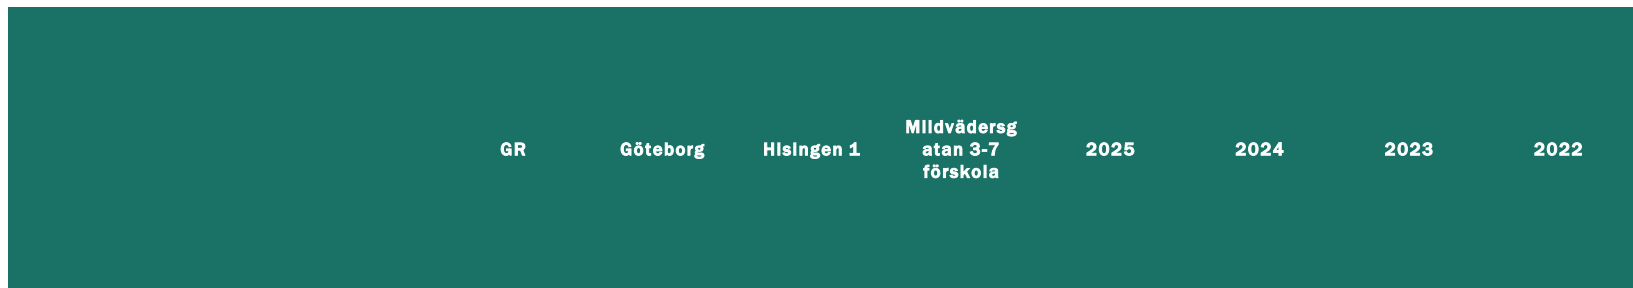 GR
Göteborg
Hisingen 1
Mildvädersg
atan 3-7
förskola
2025
2024
2023
2022